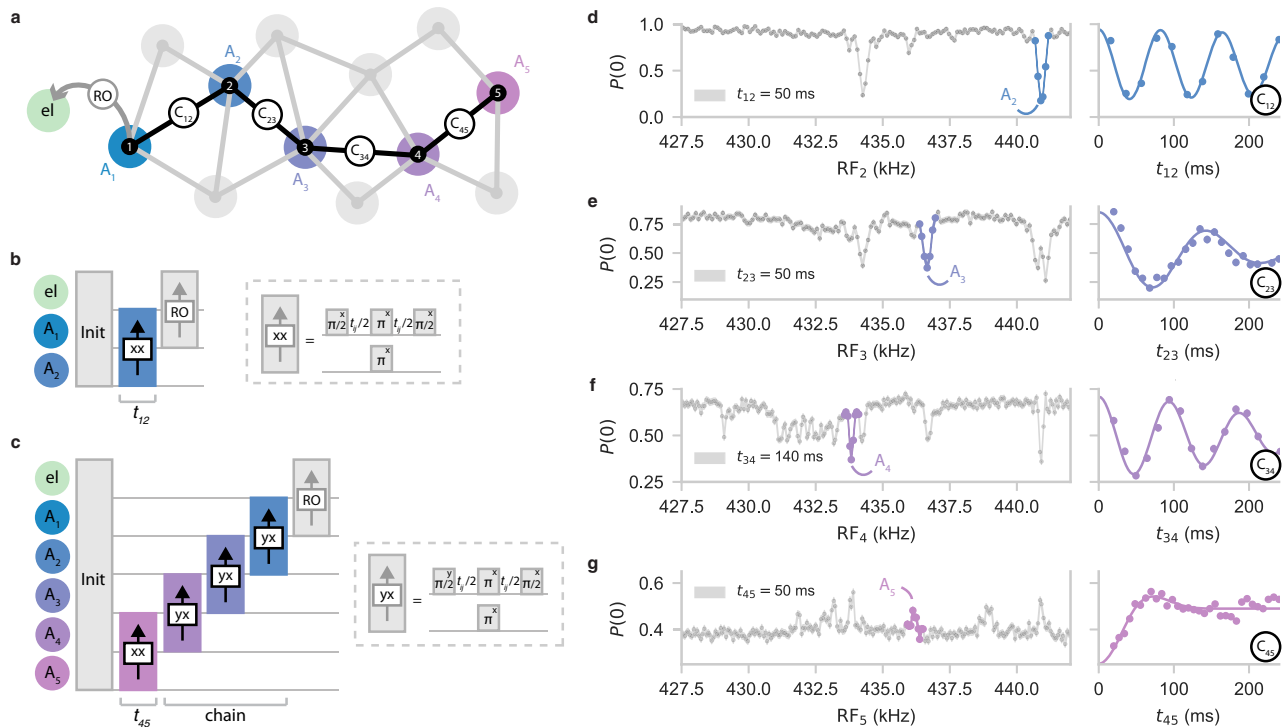 a
A₂
A₅
el
RO
C₁₂
2
C₂₃
5
C₄₅
1
3
C₃₄
4
A₁
A₃
A₄
b
el
A₁
A₂
Init
xx
RO
t₁₂
xx
=
π/2ˣ tᵢⱼ/2 πˣ tᵢⱼ/2 π/2ˣ
πˣ
c
el
A₁
A₂
A₃
A₄
A₅
Init
xx
yx
yx
yx
RO
t₄₅
chain
yx
=
π/2ʸ tᵢⱼ/2 πˣ tᵢⱼ/2 π/2ˣ
πˣ
d
P(0)
1.0
0.5
0.0
t₁₂ = 50 ms
A₂
427.5 430.0 432.5 435.0 437.5 440.0
RF₂ (kHz)
C₁₂
0 100 200
t₁₂ (ms)
e
P(0)
0.75
0.50
0.25
t₂₃ = 50 ms
A₃
427.5 430.0 432.5 435.0 437.5 440.0
RF₃ (kHz)
C₂₃
0 100 200
t₂₃ (ms)
f
P(0)
0.75
0.50
0.25
t₃₄ = 140 ms
A₄
427.5 430.0 432.5 435.0 437.5 440.0
RF₄ (kHz)
C₃₄
0 100 200
t₃₄ (ms)
g
P(0)
0.6
0.4
t₄₅ = 50 ms
A₅
427.5 430.0 432.5 435.0 437.5 440.0
RF₅ (kHz)
C₄₅
0 100 200
t₄₅ (ms)